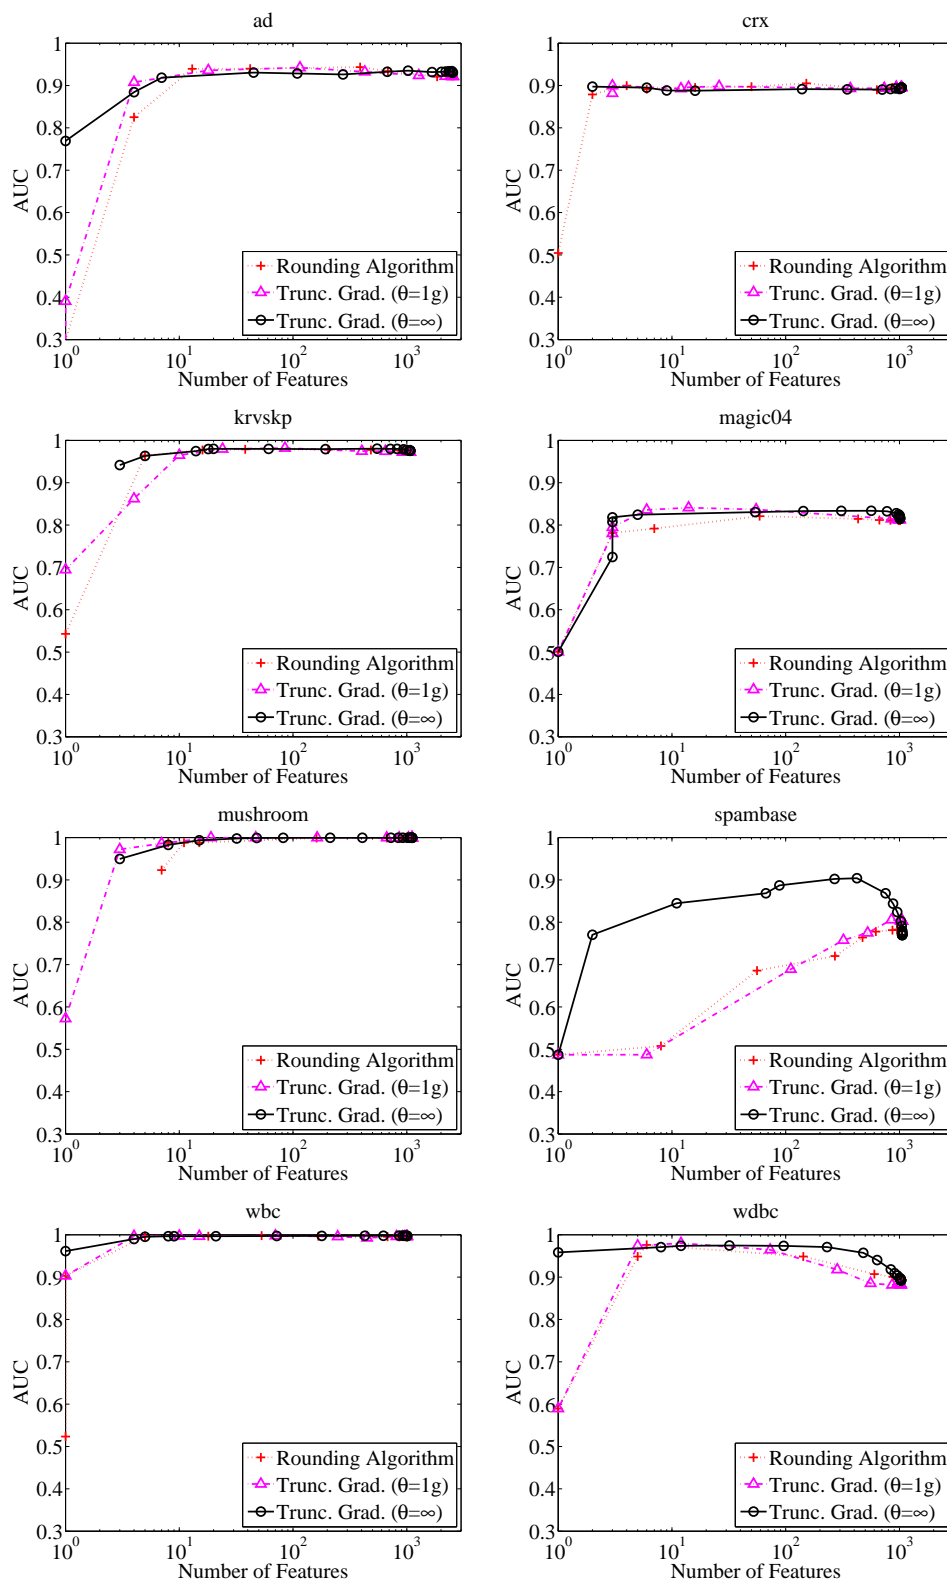 ad
1
0.9
0.8
0.7
0.6
0.5
0.4
0.3
AUC
Rounding Algorithm
Trunc. Grad. (θ=1g)
Trunc. Grad. (θ=∞)
10^0 10^1 10^2 10^3
Number of Features
crx
1
0.9
0.8
0.7
0.6
0.5
0.4
0.3
AUC
Rounding Algorithm
Trunc. Grad. (θ=1g)
Trunc. Grad. (θ=∞)
10^0 10^1 10^2 10^3
Number of Features
krvskp
1
0.9
0.8
0.7
0.6
0.5
0.4
0.3
AUC
Rounding Algorithm
Trunc. Grad. (θ=1g)
Trunc. Grad. (θ=∞)
10^0 10^1 10^2 10^3
Number of Features
magic04
1
0.9
0.8
0.7
0.6
0.5
0.4
0.3
AUC
Rounding Algorithm
Trunc. Grad. (θ=1g)
Trunc. Grad. (θ=∞)
10^0 10^1 10^2 10^3
Number of Features
mushroom
1
0.9
0.8
0.7
0.6
0.5
0.4
0.3
AUC
Rounding Algorithm
Trunc. Grad. (θ=1g)
Trunc. Grad. (θ=∞)
10^0 10^1 10^2 10^3
Number of Features
spambase
1
0.9
0.8
0.7
0.6
0.5
0.4
0.3
AUC
Rounding Algorithm
Trunc. Grad. (θ=1g)
Trunc. Grad. (θ=∞)
10^0 10^1 10^2 10^3
Number of Features
wbc
1
0.9
0.8
0.7
0.6
0.5
0.4
0.3
AUC
Rounding Algorithm
Trunc. Grad. (θ=1g)
Trunc. Grad. (θ=∞)
10^0 10^1 10^2 10^3
Number of Features
wdbc
1
0.9
0.8
0.7
0.6
0.5
0.4
0.3
AUC
Rounding Algorithm
Trunc. Grad. (θ=1g)
Trunc. Grad. (θ=∞)
10^0 10^1 10^2 10^3
Number of Features